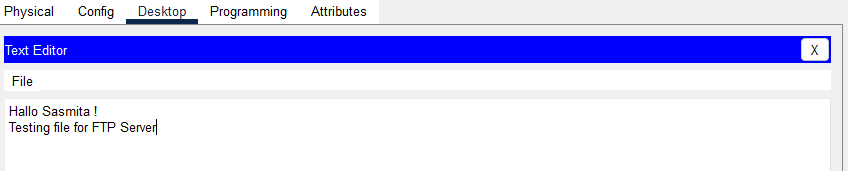 Physical Config Desktop Programming Attributes
Text Editor X
File
Hallo Sasmita !
Testing file for FTP Server